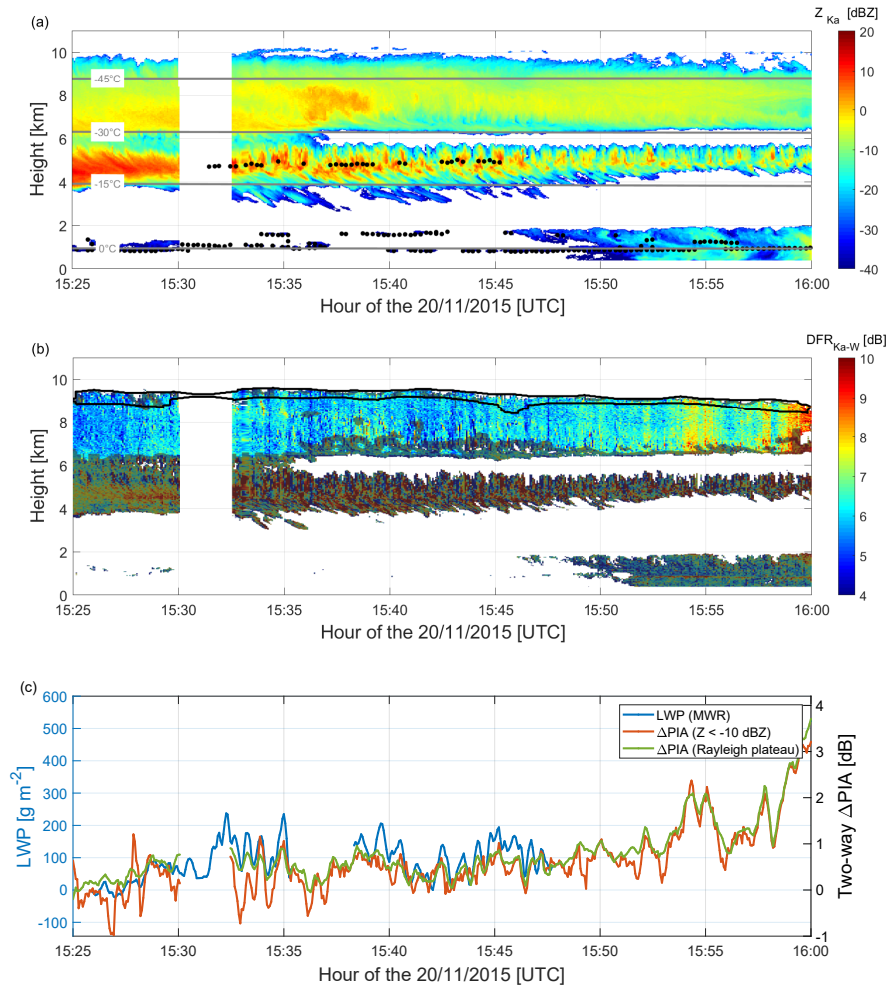 (a)
Z Ka [dBZ]
10
8
6
4
2
0
Height [km]
-45°C
-30°C
-15°C
0°C
20
10
0
-10
-20
-30
-40
15:25 15:30 15:35 15:40 15:45 15:50 15:55 16:00
Hour of the 20/11/2015 [UTC]
(b)
DFR Ka-W [dB]
10
8
6
4
2
0
Height [km]
10
9
8
7
6
5
4
15:25 15:30 15:35 15:40 15:45 15:50 15:55 16:00
Hour of the 20/11/2015 [UTC]
(c)
600
500
400
300
200
100
0
-100
LWP [g m-2]
LWP (MWR)
ΔPIA (Z < -10 dBZ)
ΔPIA (Rayleigh plateau)
4
3
2
1
0
-1
Two-way ΔPIA [dB]
15:25 15:30 15:35 15:40 15:45 15:50 15:55 16:00
Hour of the 20/11/2015 [UTC]